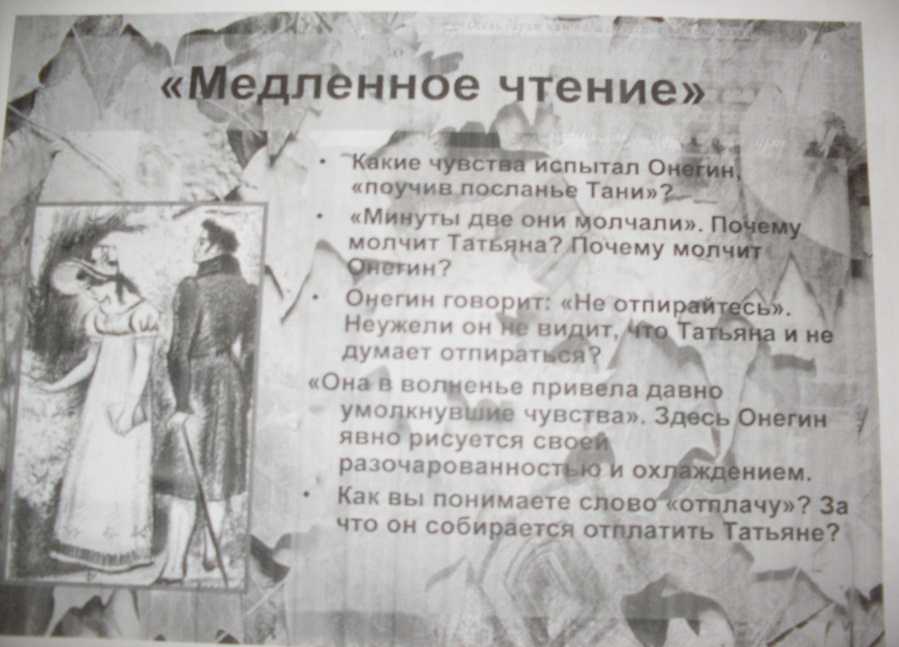 «Медленное чтение»
• Какие чувства испытал Онегин,
«поучив посланье Тани»?
• «Минуты две они молчали». Почему
молчит Татьяна? Почему молчит
Онегин?
• Онегин говорит: «Не отпирайтесь».
Неужели он не видит, что Татьяна и не
думает отпираться?
«Она в волненье привела давно
умолкнувшие чувства». Здесь Онегин
явно рисуется своей
разочарованностью и охлаждением.
• Как вы понимаете слово «отплачу»? За
что он собирается отплатить Татьяне?